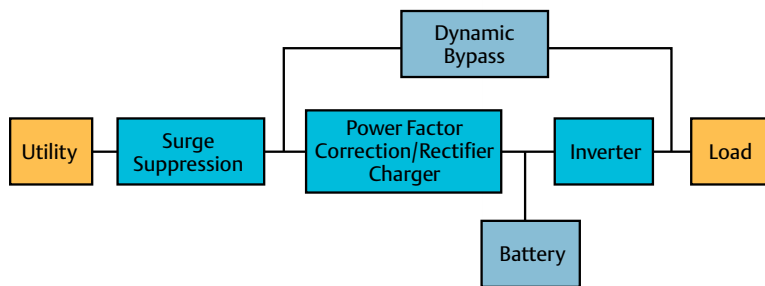 Dynamic
Bypass
Utility
Surge
Suppression
Power Factor
Correction/Rectifier
Charger
Inverter
Load
Battery